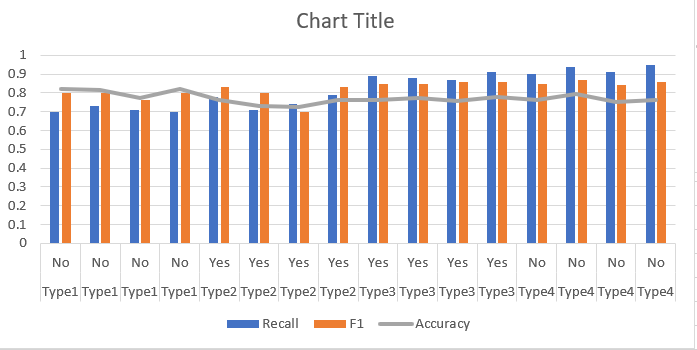 Chart Title
1
0.9
0.8
0.7
0.6
0.5
0.4
0.3
0.2
0.1
0
No No No No Yes Yes Yes Yes Yes Yes Yes Yes No No No No
Type1 Type1 Type1 Type1 Type2 Type2 Type2 Type2 Type3 Type3 Type3 Type3 Type4 Type4 Type4 Type4
Recall F1 Accuracy